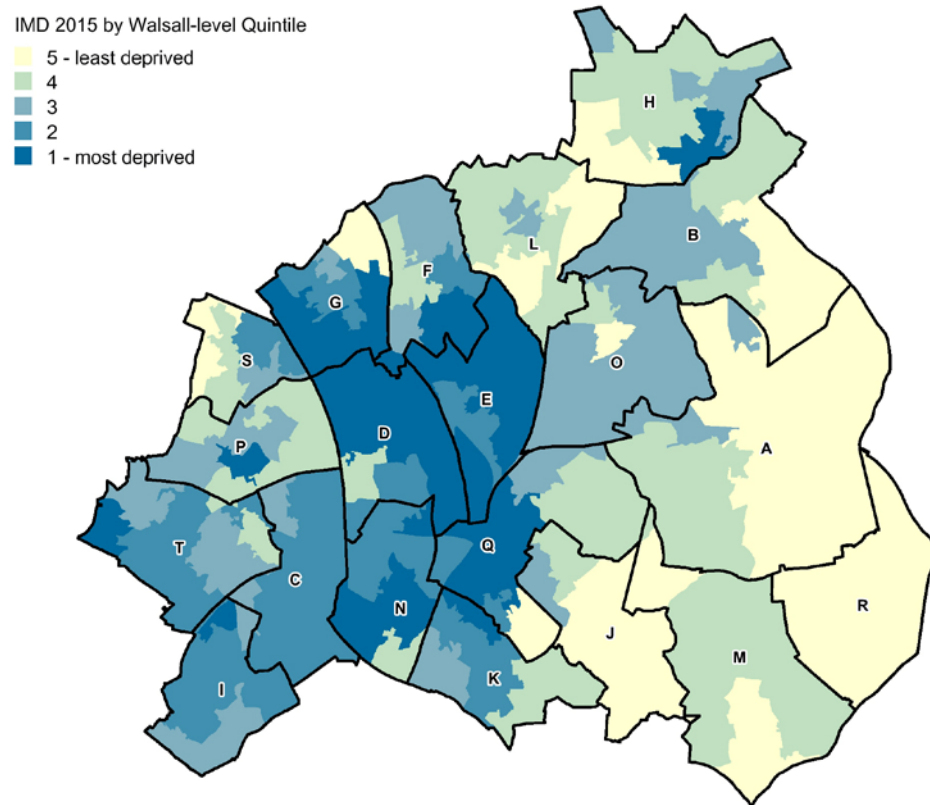 IMD 2015 by Walsall-level Quintile
5 - least deprived
4
3
2
1 - most deprived
H
B
L
F
G
S
O
E
D
P
A
Q
T
C
N
R
J
M
K
I